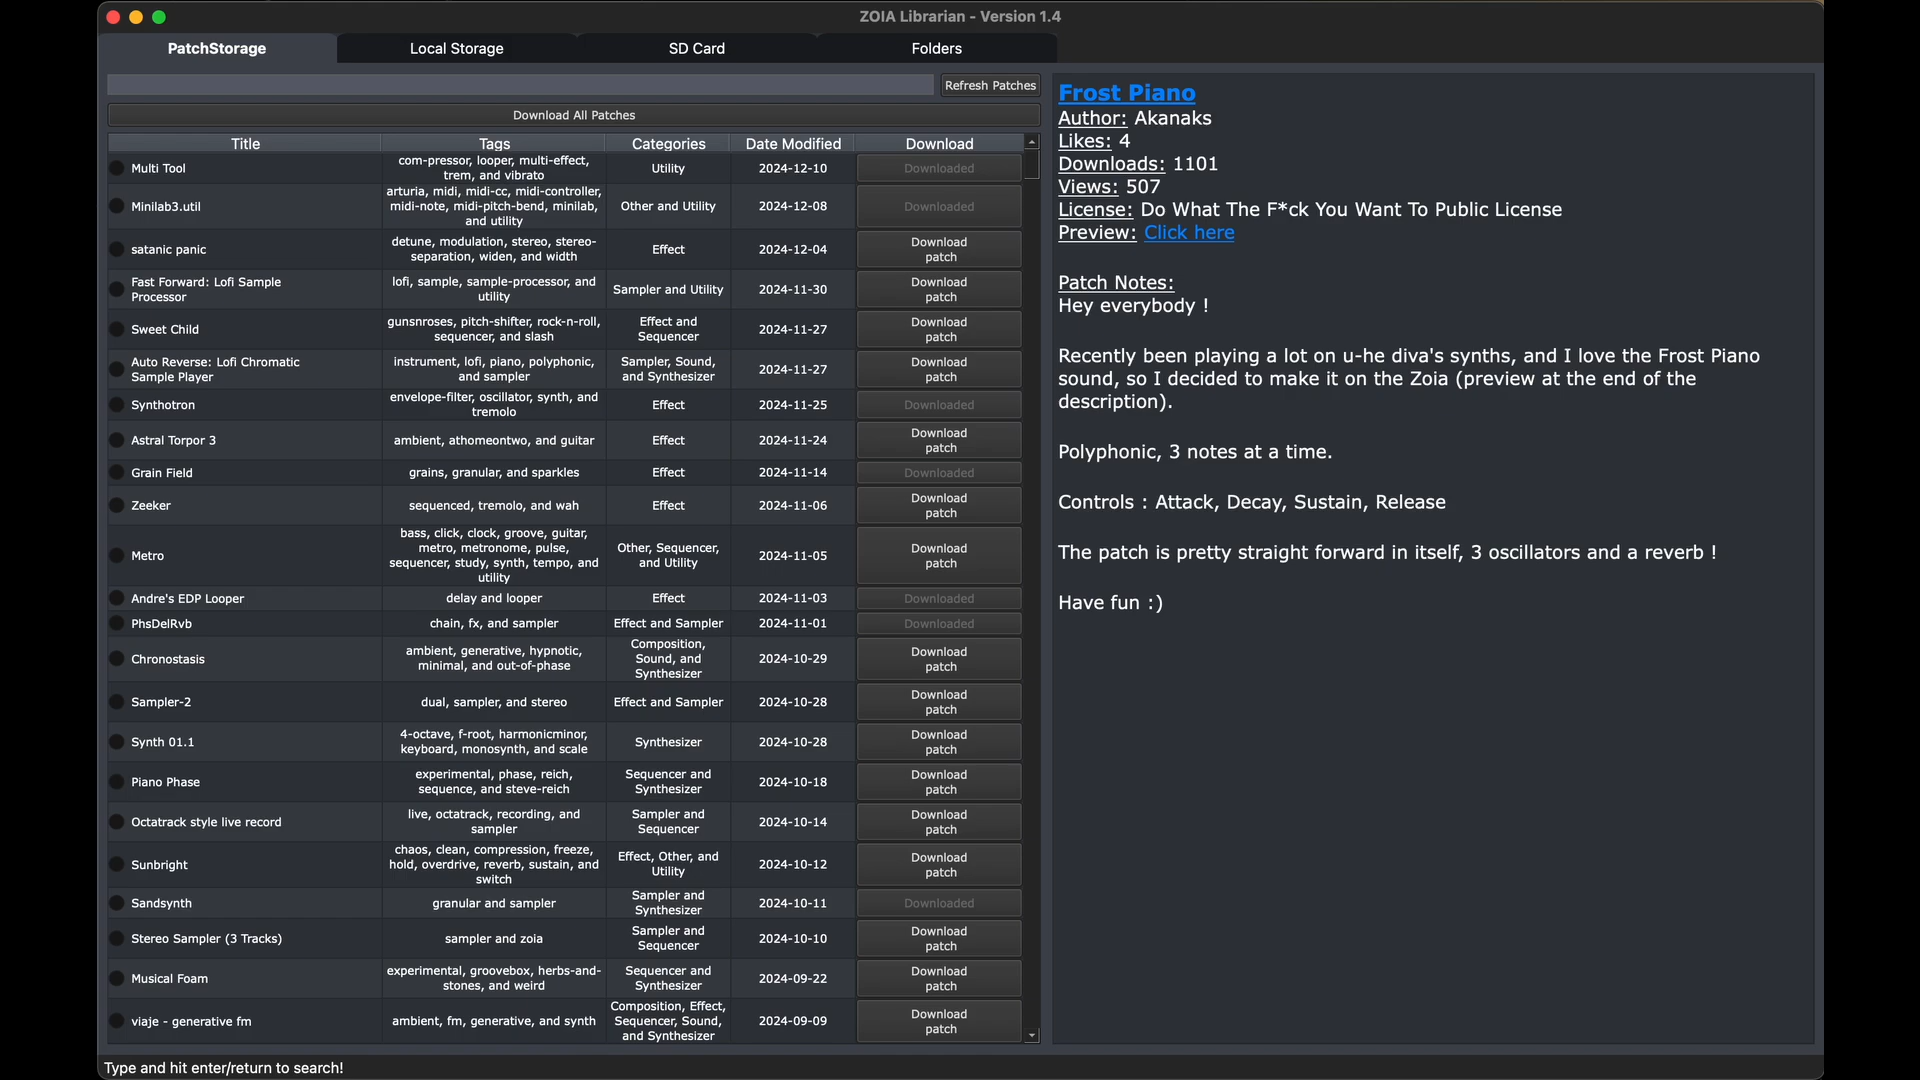 ZOIA Librarian - Version 1.4
PatchStorage
Local Storage
SD Card
Folders
Refresh Patches
Download All Patches
Title Tags Categories Date Modified Download
Multi Tool
com-pressor, looper, multi-effect,
trem, and vibrato
Utility
2024-12-10
Downloaded
Minilab3.util
arturia, midi, midi-cc, midi-controller,
midi-note, midi-pitch-bend, minilab,
and utility
Other and Utility
2024-12-08
Downloaded
satanic panic
detune, modulation, stereo, stereo-
separation, widen, and width
Effect
2024-12-04
Download
patch
Fast Forward: Lofi Sample
Processor
lofi, sample, sample-processor, and
utility
Sampler and Utility
2024-11-30
Download
patch
Sweet Child
gunsnroses, pitch-shifter, rock-n-roll,
sequencer, and slash
Effect and
Sequencer
2024-11-27
Download
patch
Auto Reverse: Lofi Chromatic
Sample Player
instrument, lofi, piano, polyphonic,
and sampler
Sampler, Sound,
and Synthesizer
2024-11-27
Download
patch
Synthotron
envelope-filter, oscillator, synth, and
tremolo
Effect
2024-11-25
Downloaded
Astral Torpor 3
ambient, athomeontwo, and guitar
Effect
2024-11-24
Download
patch
Grain Field
grains, granular, and sparkles
Effect
2024-11-14
Downloaded
Zeeker
sequenced, tremolo, and wah
Effect
2024-11-06
Download
patch
Metro
bass, click, clock, groove, guitar,
metro, metronome, pulse,
sequencer, study, synth, tempo, and
utility
Other, Sequencer,
and Utility
2024-11-05
Download
patch
Andre's EDP Looper
delay and looper
Effect
2024-11-03
Downloaded
PhsDelRvb
chain, fx, and sampler
Effect and Sampler
2024-11-01
Downloaded
Chronostasis
ambient, generative, hypnotic,
minimal, and out-of-phase
Composition,
Sound, and
Synthesizer
2024-10-29
Download
patch
Sampler-2
dual, sampler, and stereo
Effect and Sampler
2024-10-28
Download
patch
Synth 01.1
4-octave, f-root, harmonicminor,
keyboard, monosynth, and scale
Synthesizer
2024-10-28
Download
patch
Piano Phase
experimental, phase, reich,
sequence, and steve-reich
Sequencer and
Synthesizer
2024-10-18
Download
patch
Octatrack style live record
live, octatrack, recording, and
sampler
Sampler and
Sequencer
2024-10-14
Download
patch
Sunbright
chaos, clean, compression, freeze,
hold, overdrive, reverb, sustain, and
switch
Effect, Other, and
Utility
2024-10-12
Download
patch
Sandsynth
granular and sampler
Sampler and
Synthesizer
2024-10-11
Downloaded
Stereo Sampler (3 Tracks)
sampler and zoia
Sampler and
Sequencer
2024-10-10
Download
patch
Musical Foam
experimental, groovebox, herbs-and-
stones, and weird
Sequencer and
Synthesizer
2024-09-22
Download
patch
viaje - generative fm
ambient, fm, generative, and synth
Composition, Effect,
Sequencer, Sound,
and Synthesizer
2024-09-09
Download
patch
Frost Piano
Author: Akanaks
Likes: 4
Downloads: 1101
Views: 507
License: Do What The F*ck You Want To Public License
Preview: Click here
Patch Notes:
Hey everybody !
Recently been playing a lot on u-he diva's synths, and I love the Frost Piano
sound, so I decided to make it on the Zoia (preview at the end of the
description).
Polyphonic, 3 notes at a time.
Controls : Attack, Decay, Sustain, Release
The patch is pretty straight forward in itself, 3 oscillators and a reverb !
Have fun :)
Type and hit enter/return to search!